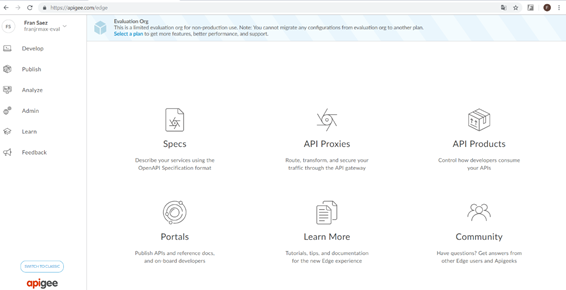 https://apigee.com/edge
FS
Fran Saez
franprmax-eval
Evaluation Org
This is a limited evaluation org for non-production use. Note: You cannot migrate any configurations from evaluation org to another plan.
Select a plan to get more features, better performance, and support.
Develop
Publish
Analyze
Admin
Learn
Feedback
Specs
Describe your services using the
OpenAPI Specification format
API Proxies
Route, transform, and secure your
traffic through the API gateway
API Products
Control how developers consume
your APIs
Portals
Publish APIs and reference docs,
and on-board developers
Learn More
Tutorials, tips, and documentation
for the new Edge experience
Community
Have questions? Get answers from
other Edge users and Apigeeks
SWITCH TO CLASSIC
apigee